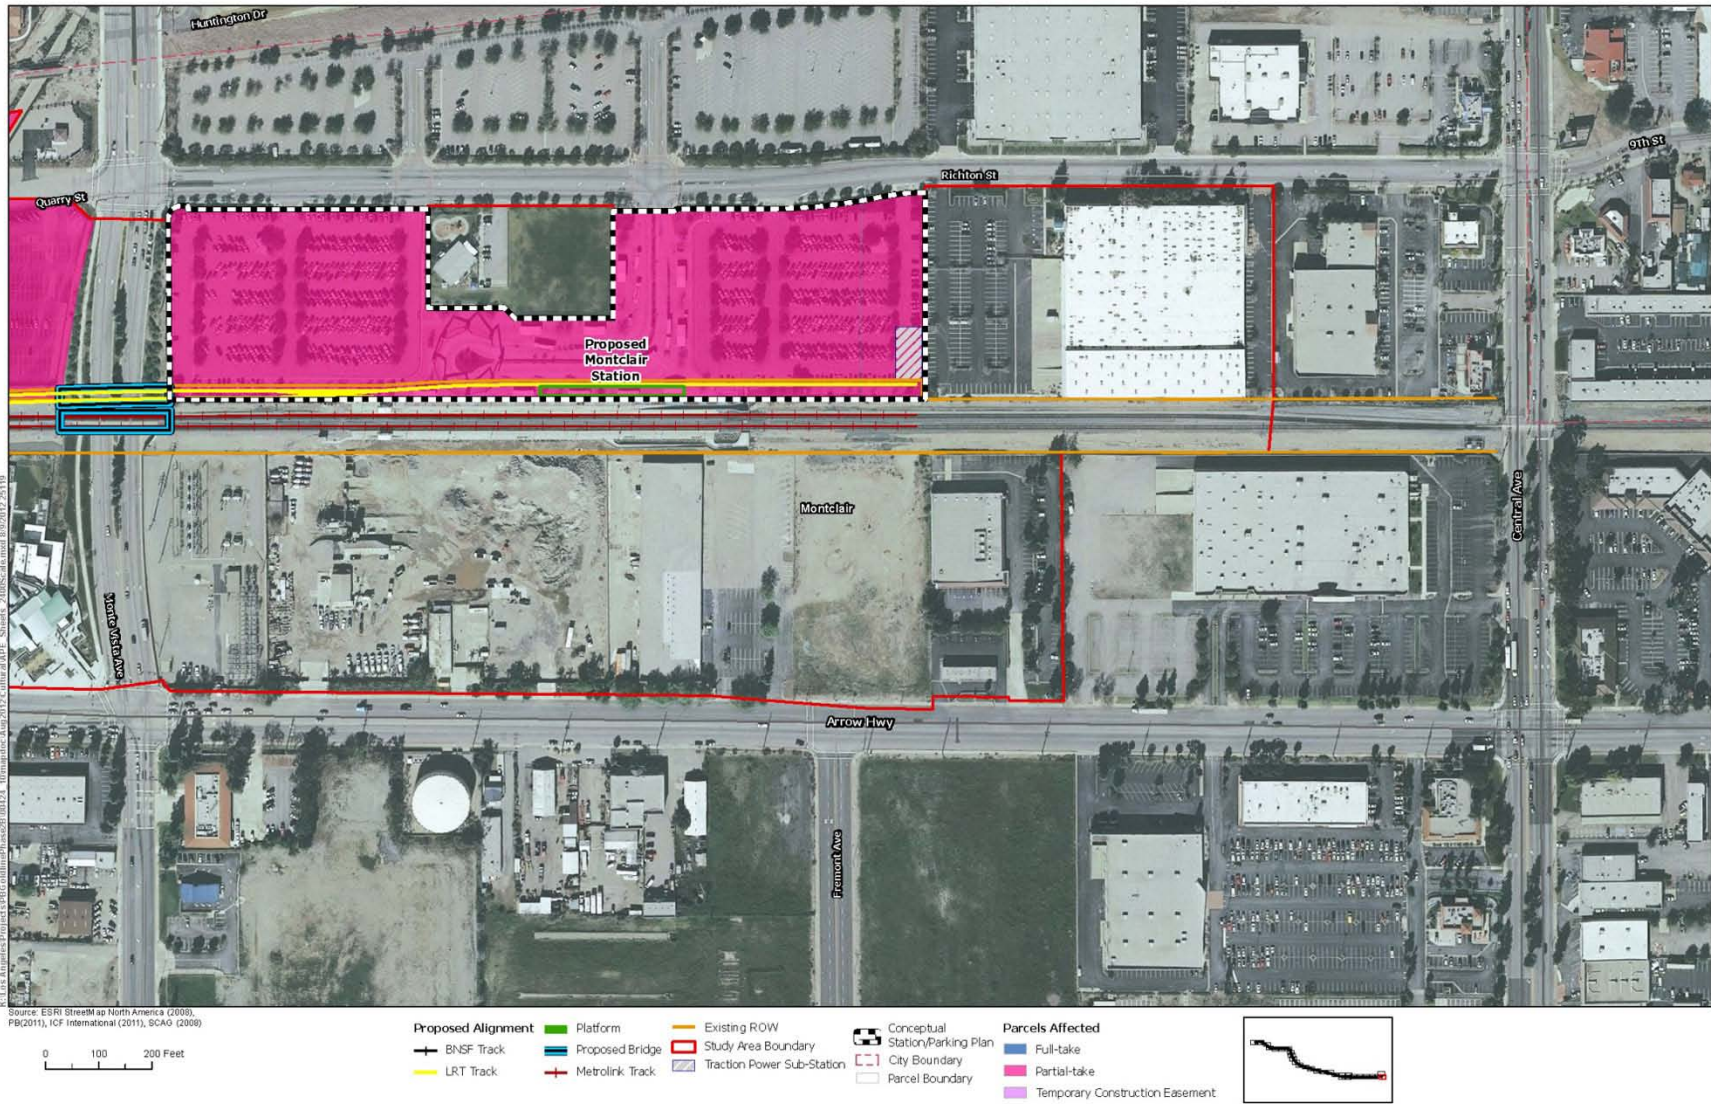 Huntington Dr
9Th St
Richton St
Quarry St
Proposed
Montclair
Station
Montclair
Central Ave
Monte Vista Ave
Arrow Hwy
Fremont Ave
Source: ESRI StreetMap North America (2008),
PB(2011), ICF International (2011), SCAG (2008)
0 100 200 Feet
Proposed Alignment
BNSF Track
LRT Track
Platform
Proposed Bridge
Metrolink Track
Existing ROW
Study Area Boundary
Traction Power Sub-Station
Conceptual
Station/Parking Plan
City Boundary
Parcel Boundary
Parcels Affected
Full-take
Partial-take
Temporary Construction Easement